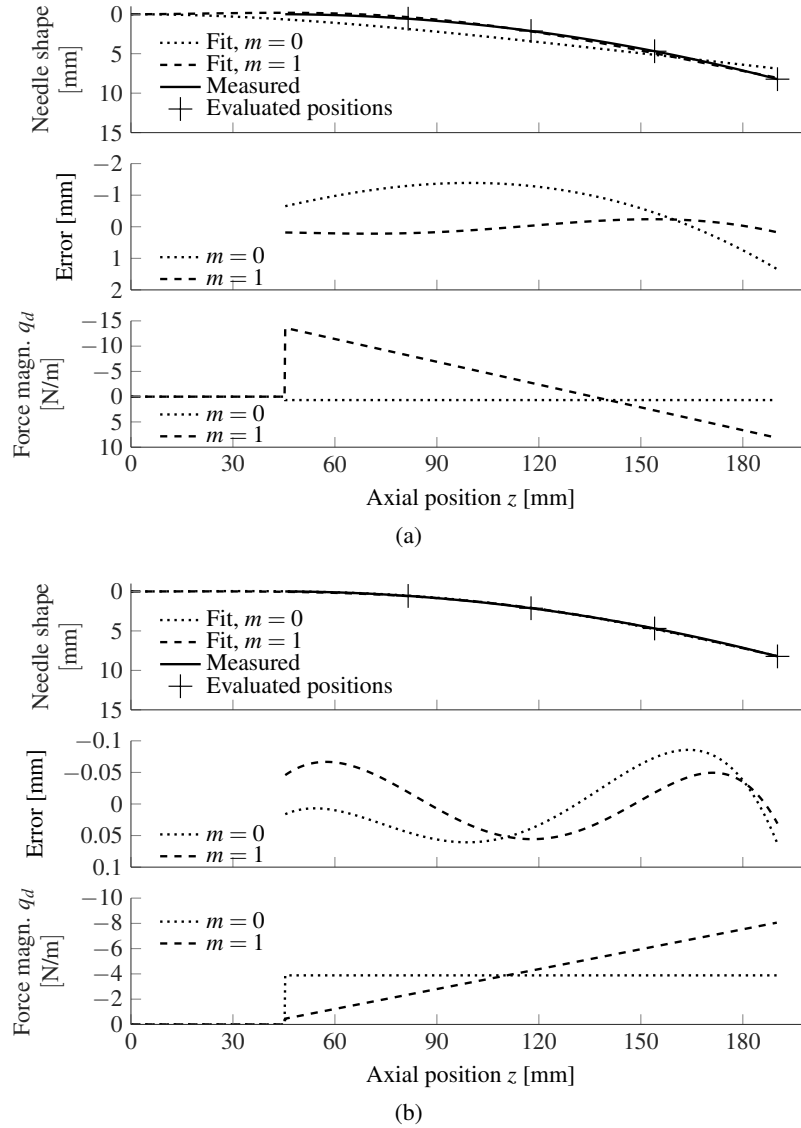 0
5
10
15
Needle shape
[mm]
Fit, m = 0
Fit, m = 1
Measured
Evaluated positions
−2
−1
0
1
2
Error [mm]
m = 0
m = 1
−15
−10
−5
0
5
10
Force magn. q_d
[N/m]
m = 0
m = 1
0 30 60 90 120 150 180
Axial position z [mm]
(a)
0
5
10
15
Needle shape
[mm]
Fit, m = 0
Fit, m = 1
Measured
Evaluated positions
−0.1
−0.05
0
0.05
0.1
Error [mm]
m = 0
m = 1
−10
−8
−6
−4
−2
0
Force magn. q_d
[N/m]
m = 0
m = 1
0 30 60 90 120 150 180
Axial position z [mm]
(b)